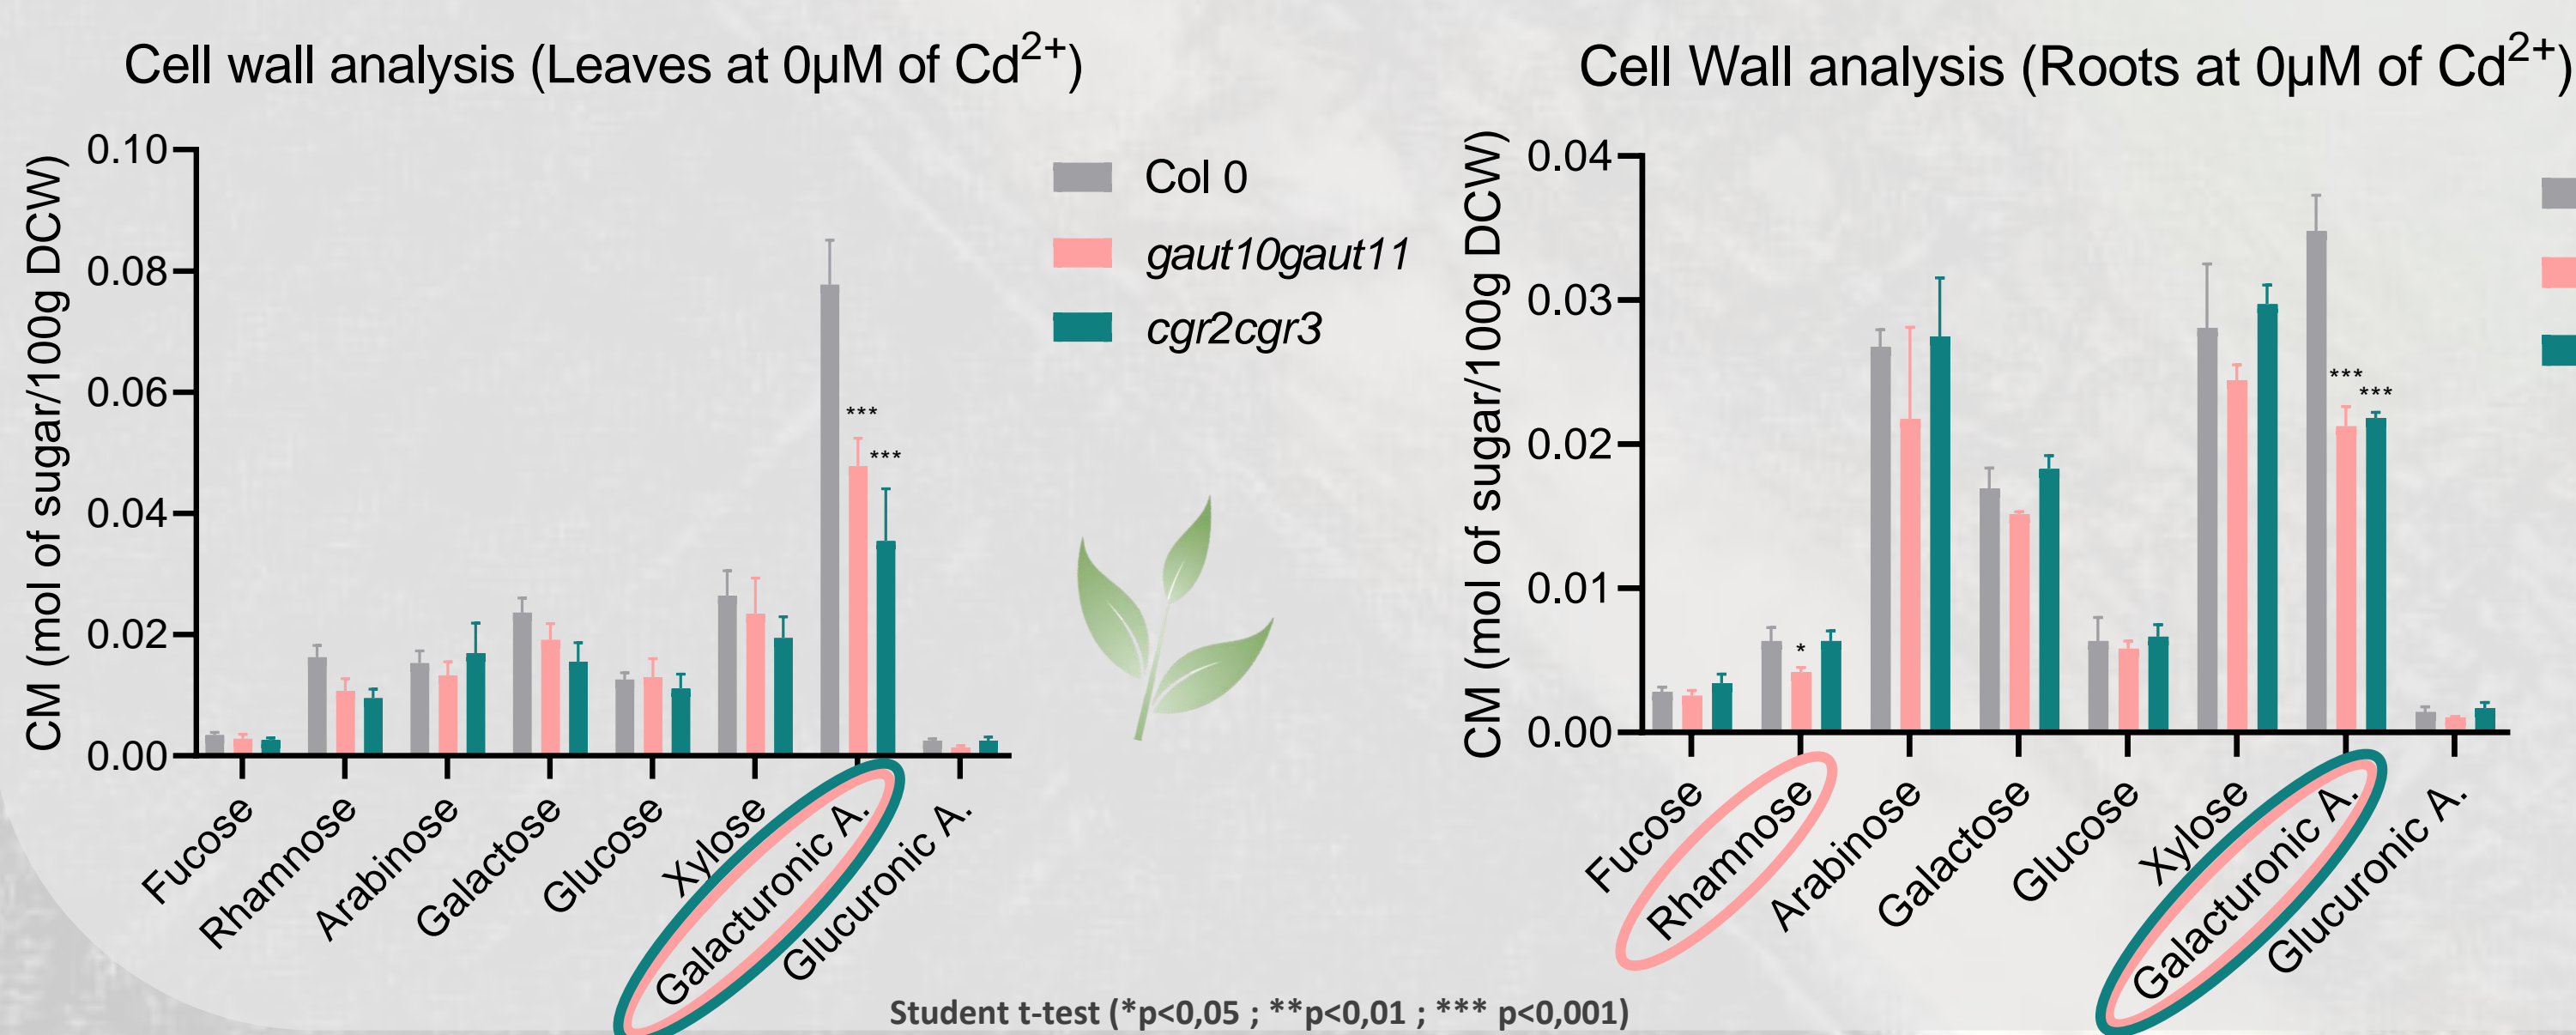 Cell wall analysis (Leaves at 0µM of Cd²⁺)
CM (mol of sugar/100g DCW)
0.10
0.08
0.06
0.04
0.02
0.00
***
***
Fucose
Rhamnose
Arabinose
Galactose
Glucose
Xylose
Galacturonic A.
Glucuronic A.
Col 0
gaut10gaut11
cgr2cgr3
Cell Wall analysis (Roots at 0µM of Cd²⁺)
CM (mol of sugar/100g DCW)
0.04
0.03
0.02
0.01
0.00
*
***
***
Fucose
Rhamnose
Arabinose
Galactose
Glucose
Xylose
Galacturonic A.
Glucuronic A.
Student t-test (*p<0,05 ; **p<0,01 ; *** p<0,001)